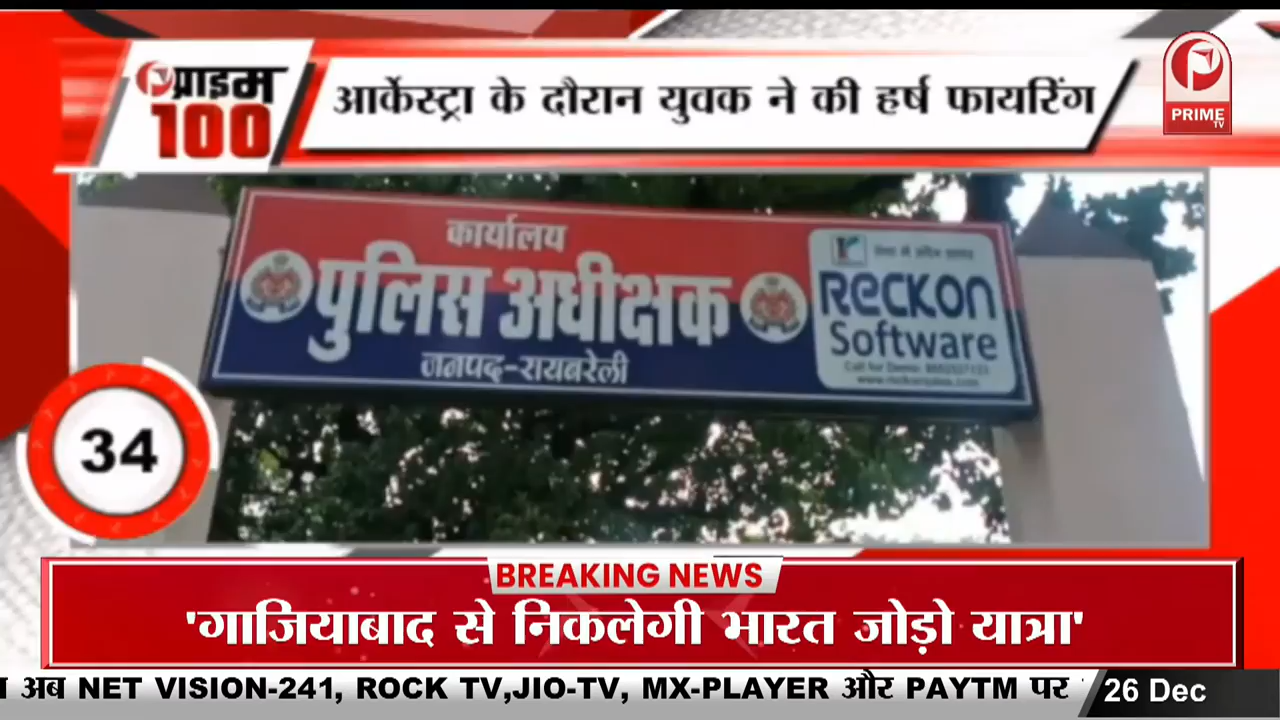 प्राइम
100
आर्केस्ट्रा के दौरान युवक ने की हर्ष फायरिंग
PRIME
TV
कार्यालय
पुलिस अधीक्षक
जनपद-रायबरेली
RECKON
Software
34
BREAKING NEWS
'गाजियाबाद से निकलेगी भारत जोड़ो यात्रा'
अब NET VISION-241, ROCK TV,JIO-TV, MX-PLAYER और PAYTM पर
26 Dec